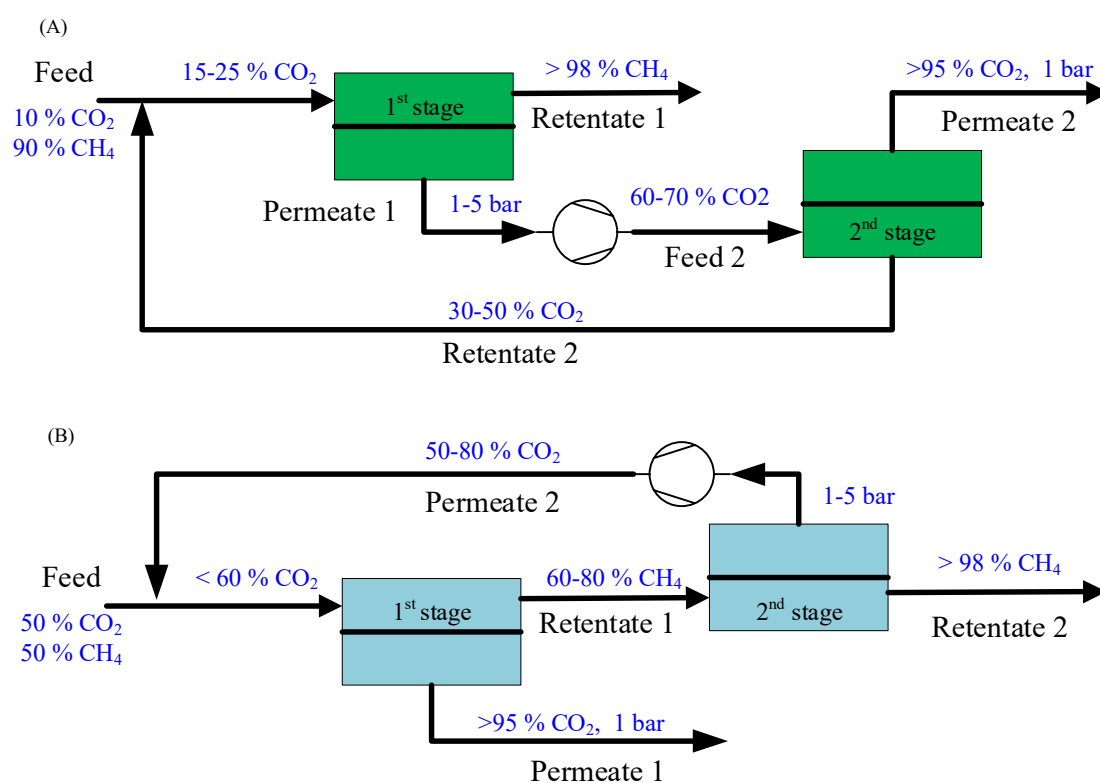 (A)
Feed
15-25 % CO₂
> 98 % CH₄
>95 % CO₂, 1 bar
10 % CO₂
90 % CH₄
1ˢᵗ stage
Retentate 1
Permeate 2
Permeate 1
1-5 bar
60-70 % CO2
Feed 2
2ⁿᵈ stage
30-50 % CO₂
Retentate 2
(B)
50-80 % CO₂
Permeate 2
1-5 bar
Feed
< 60 % CO₂
60-80 % CH₄
> 98 % CH₄
50 % CO₂
50 % CH₄
1ˢᵗ stage
Retentate 1
2ⁿᵈ stage
Retentate 2
>95 % CO₂, 1 bar
Permeate 1